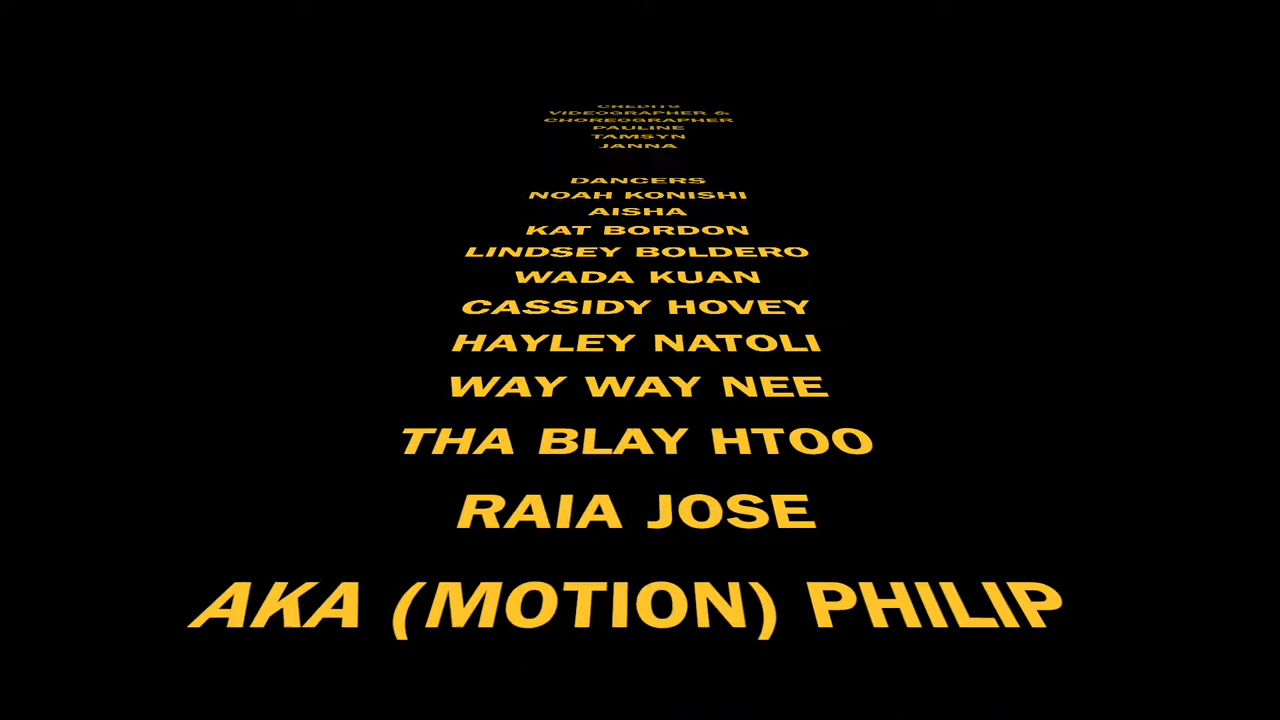 CREDITS
VIDEOGRAPHER &
CHOREOGRAPHER
PAULINE
TAMSYN
JANNA
DANCERS
NOAH KONISHI
AISHA
KAT BORDON
LINDSEY BOLDERO
WADA KUAN
CASSIDY HOVEY
HAYLEY NATOLI
WAY WAY NEE
THA BLAY HTOO
RAIA JOSE
AKA (MOTION) PHILIP